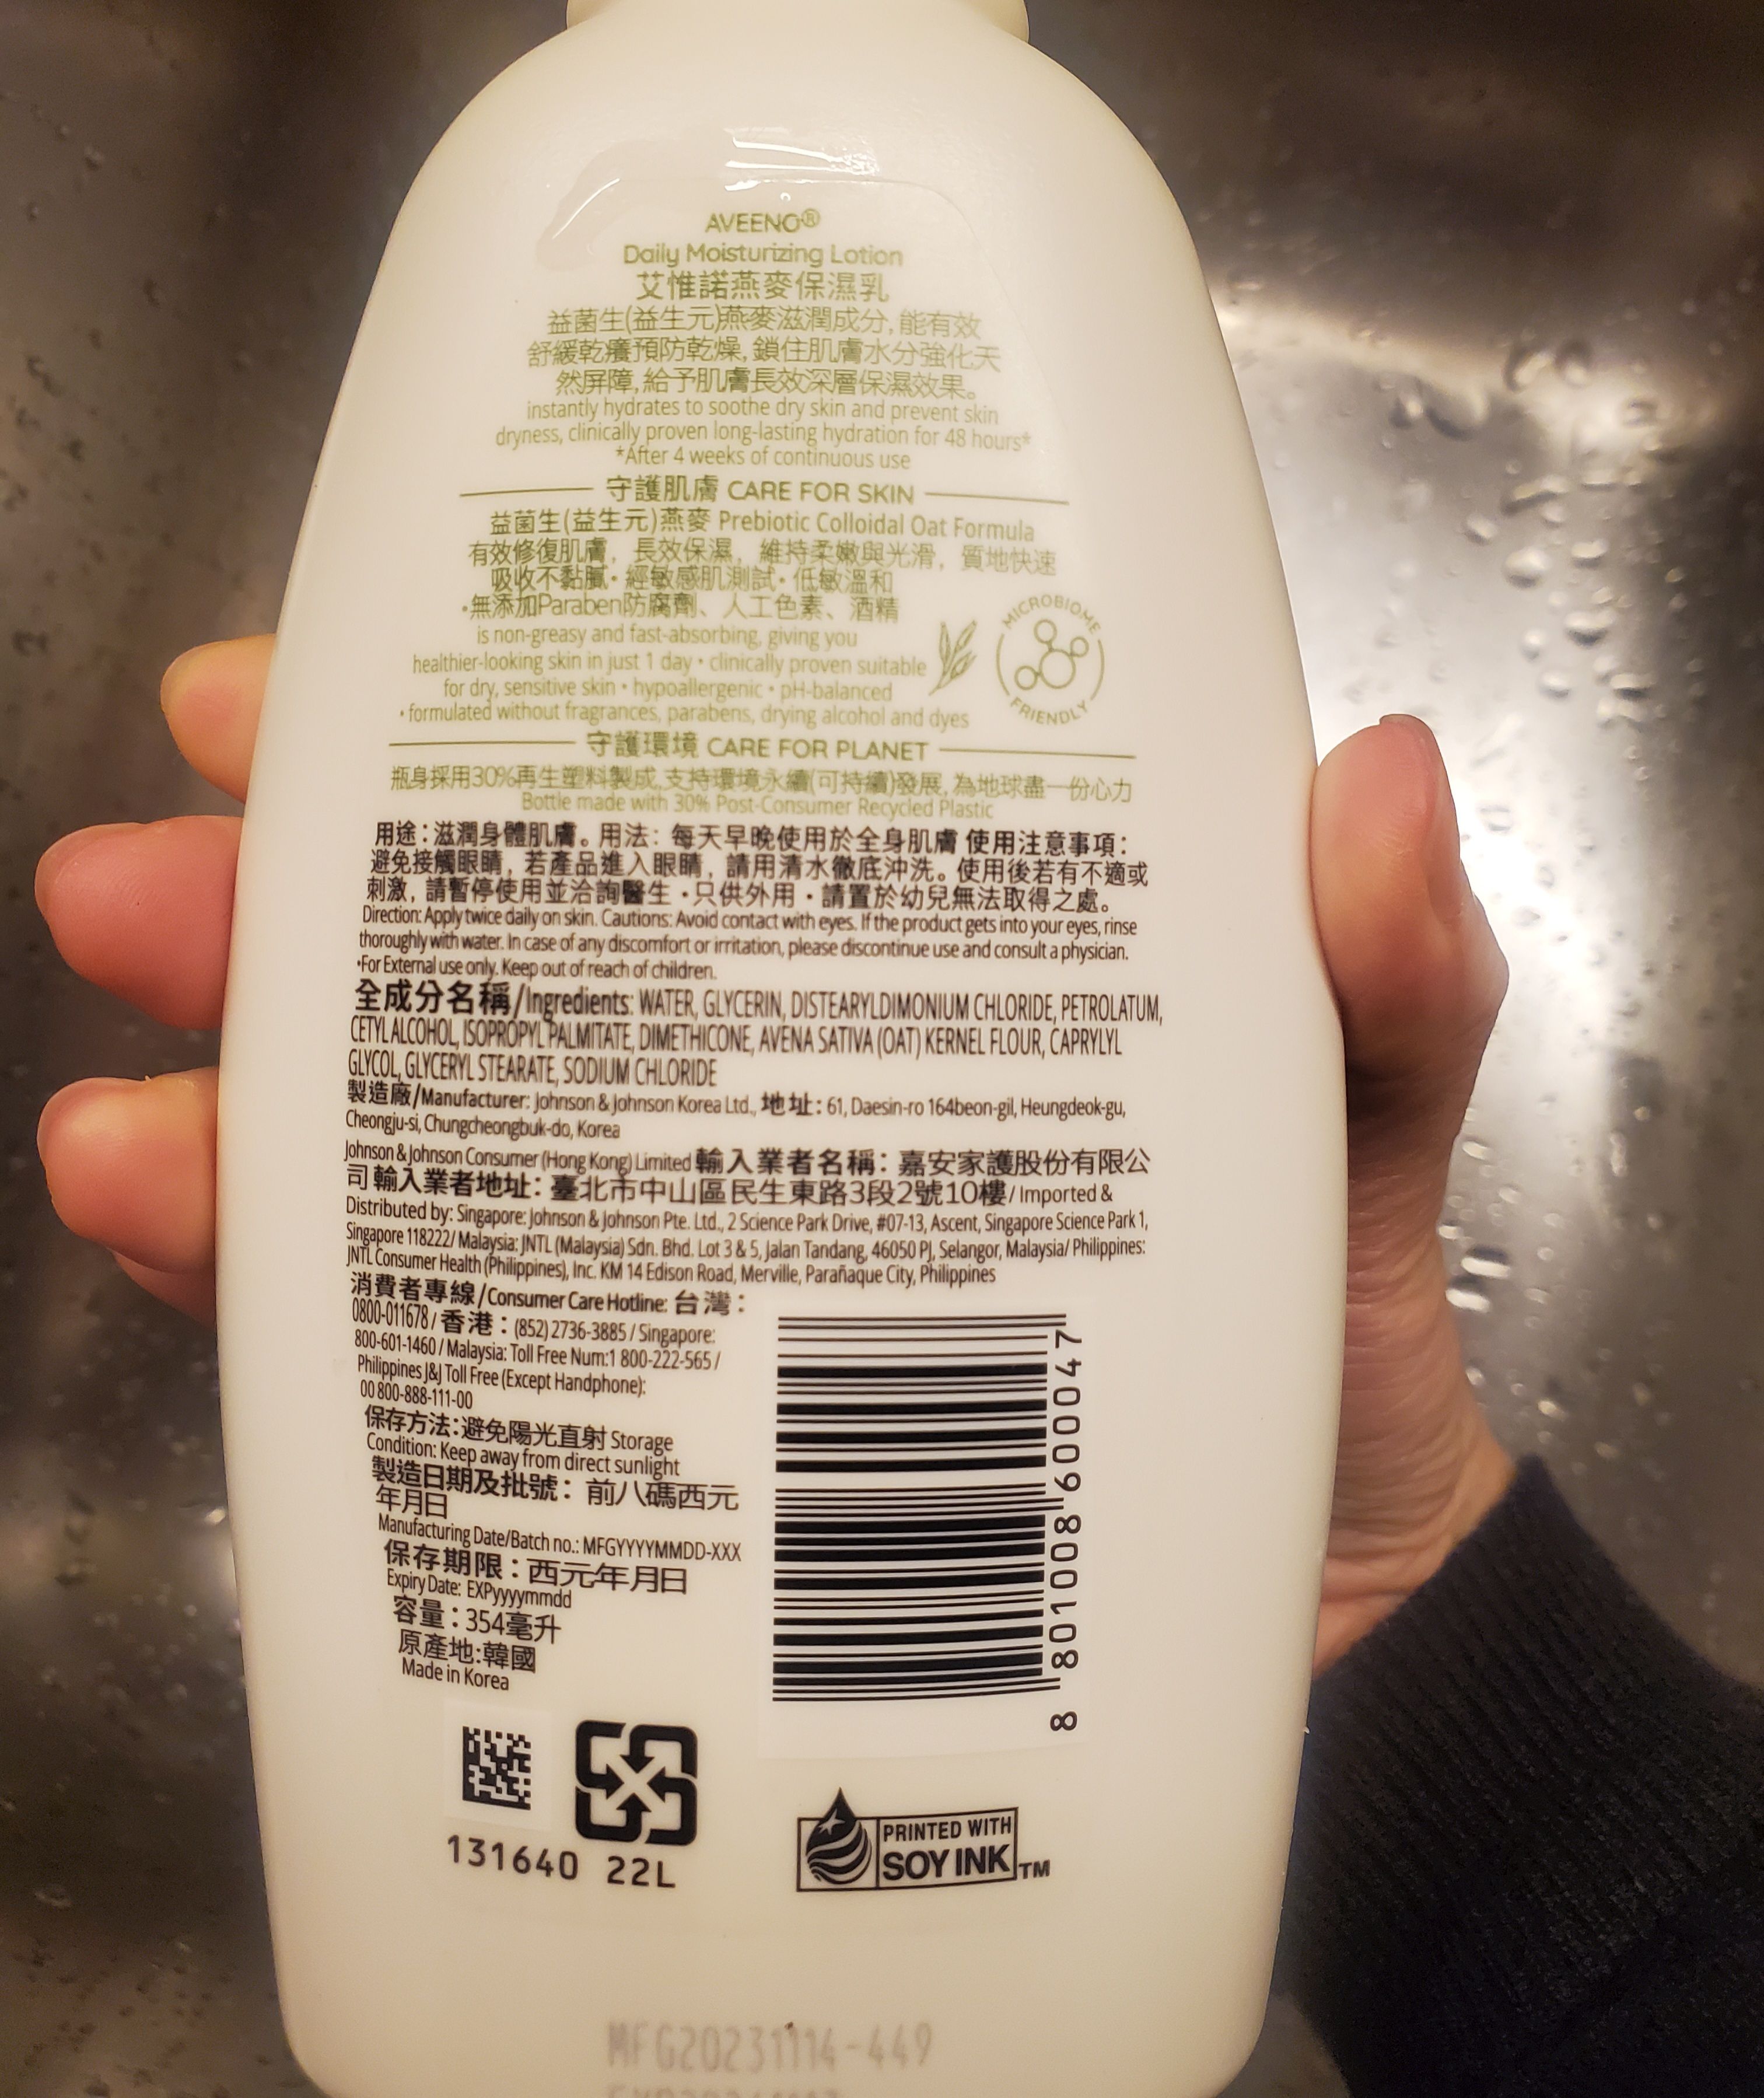 AVEENO®
Daily Moisturizing Lotion
艾惟諾燕麥保濕乳
益菌生(益生元)燕麥滋潤成分,能有效
舒緩乾癢預防乾燥,鎖住肌膚水分強化天
然屏障,給予肌膚長效深層保濕效果。
instantly hydrates to soothe dry skin and prevent skin
dryness, clinically proven long-lasting hydration for 48 hours*
*After 4 weeks of continuous use
守護肌膚 CARE FOR SKIN
益菌生(益生元)燕麥 Prebiotic Colloidal Oat Formula
有效修復肌膚, 長效保濕, 維持柔嫩與光滑, 質地快速
吸收不黏膩・經敏感肌測試・低敏溫和
・無添加Paraben防腐劑、人工色素、酒精
is non-greasy and fast-absorbing, giving you
healthier-looking skin in just 1 day • clinically proven suitable
for dry, sensitive skin • hypoallergenic • pH-balanced
• formulated without fragrances, parabens, drying alcohol and dyes
MICROBIOME
FRIENDLY
守護環境 CARE FOR PLANET
瓶身採用30%再生塑料製成,支持環境永續(可持續)發展,為地球盡一份心力
Bottle made with 30% Post-Consumer Recycled Plastic
用途:滋潤身體肌膚。用法: 每天早晚使用於全身肌膚 使用注意事項:
避免接觸眼睛, 若產品進入眼睛, 請用清水徹底沖洗。使用後若有不適或
刺激, 請暫停使用並洽詢醫生・只供外用・請置於幼兒無法取得之處。
Direction: Apply twice daily on skin. Cautions: Avoid contact with eyes. If the product gets into your eyes, rinse
thoroughly with water. In case of any discomfort or irritation, please discontinue use and consult a physician.
•For External use only. Keep out of reach of children.
全成分名稱/Ingredients: WATER, GLYCERIN, DISTEARYLDIMONIUM CHLORIDE, PETROLATUM,
CETYL ALCOHOL, ISOPROPYL PALMITATE, DIMETHICONE, AVENA SATIVA (OAT) KERNEL FLOUR, CAPRYLYL
GLYCOL, GLYCERYL STEARATE, SODIUM CHLORIDE
製造廠/Manufacturer: Johnson & Johnson Korea Ltd., 地址: 61, Daesin-ro 164beon-gil, Heungdeok-gu,
Cheongju-si, Chungcheongbuk-do, Korea
Johnson & Johnson Consumer (Hong Kong) Limited 輸入業者名稱: 嘉安家護股份有限公
司 輸入業者地址: 臺北市中山區民生東路3段2號10樓/ Imported &
Distributed by: Singapore: Johnson & Johnson Pte. Ltd., 2 Science Park Drive, #07-13, Ascent, Singapore Science Park 1,
Singapore 118222/ Malaysia: JNTL (Malaysia) Sdn. Bhd. Lot 3 & 5, Jalan Tandang, 46050 PJ, Selangor, Malaysia/ Philippines:
JNTL Consumer Health (Philippines), Inc. KM 14 Edison Road, Merville, Parañaque City, Philippines
消費者專線/Consumer Care Hotline: 台灣:
0800-011678 / 香港: (852) 2736-3885 / Singapore:
800-601-1460 / Malaysia: Toll Free Num:1 800-222-565 /
Philippines J&J Toll Free (Except Handphone):
00 800-888-111-00
保存方法:避免陽光直射 Storage
Condition: Keep away from direct sunlight
製造日期及批號: 前八碼西元
年月日
Manufacturing Date/Batch no.: MFGYYYYMMDD-XXX
保存期限: 西元年月日
Expiry Date: EXPyyyymmdd
容量: 354毫升
原產地:韓國
Made in Korea
8 801008 600047
131640 22L
PRINTED WITH
SOY INK TM
MFG20231114-449